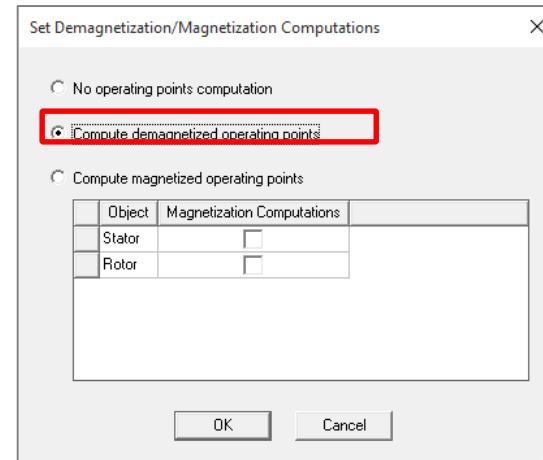 Set Demagnetization/Magnetization Computations
No operating points computation
Compute demagnetized operating points
Compute magnetized operating points
Object Magnetization Computations
Stator
Rotor
OK Cancel